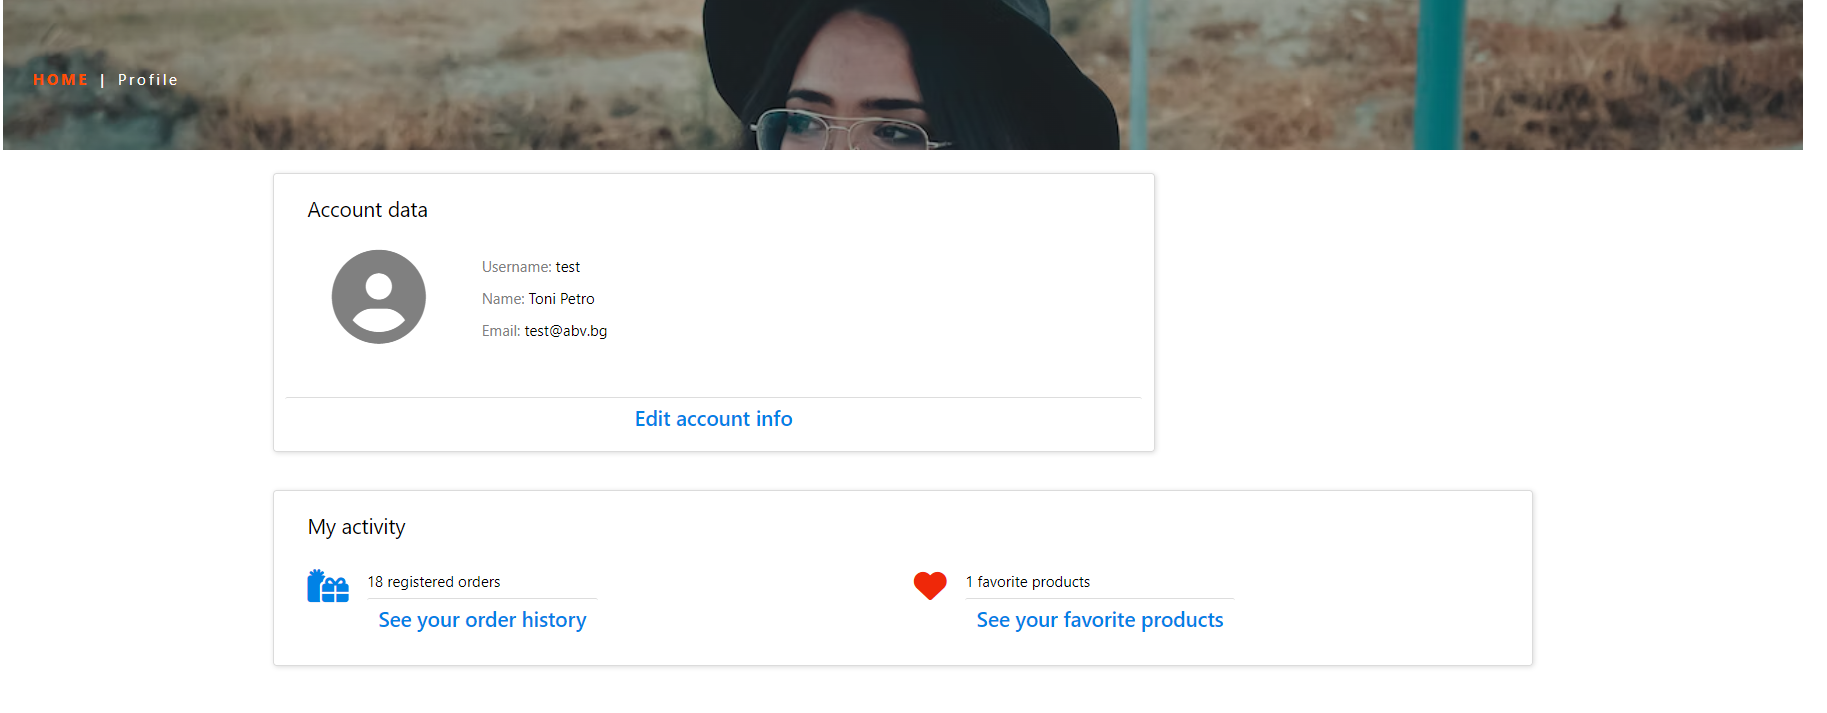 HOME | Profile
Account data
Username: test
Name: Toni Petro
Email: test@abv.bg
Edit account info
My activity
18 registered orders
See your order history
1 favorite products
See your favorite products